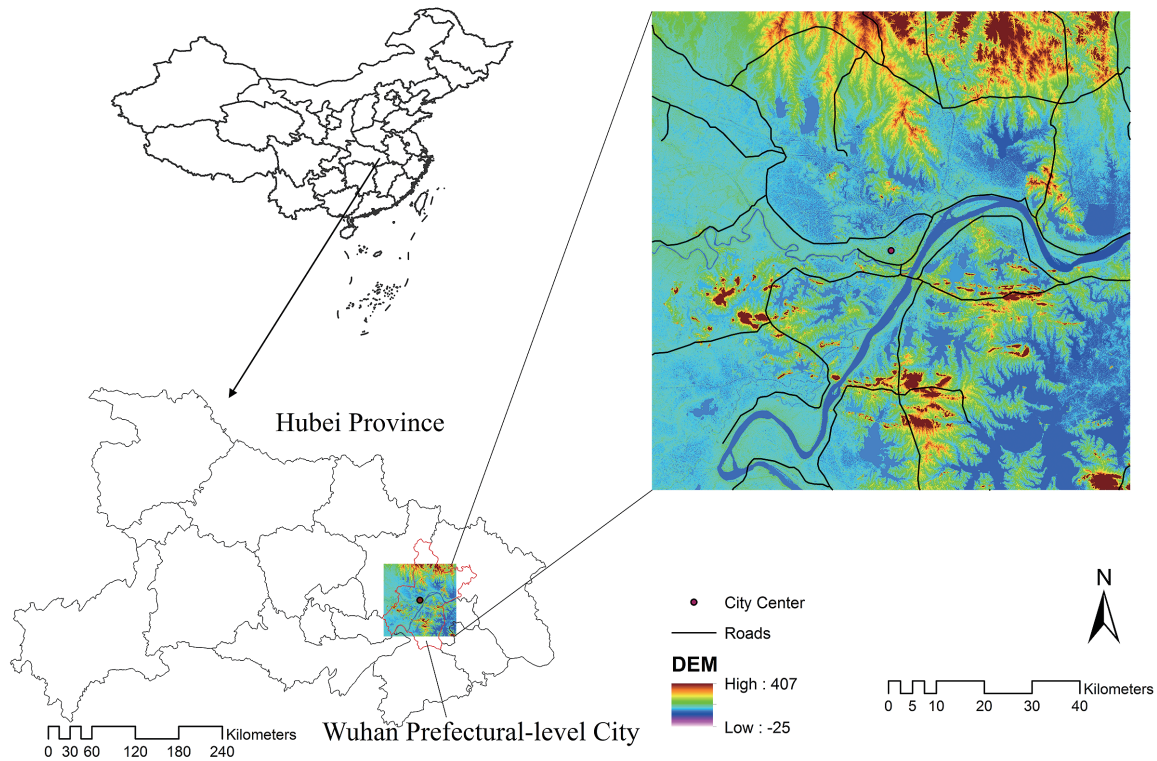 Hubei Province
Wuhan Prefectural-level City
0 30 60 120 180 240 Kilometers
N
City Center
Roads
DEM
High : 407
Low : -25
0 5 10 20 30 40 Kilometers